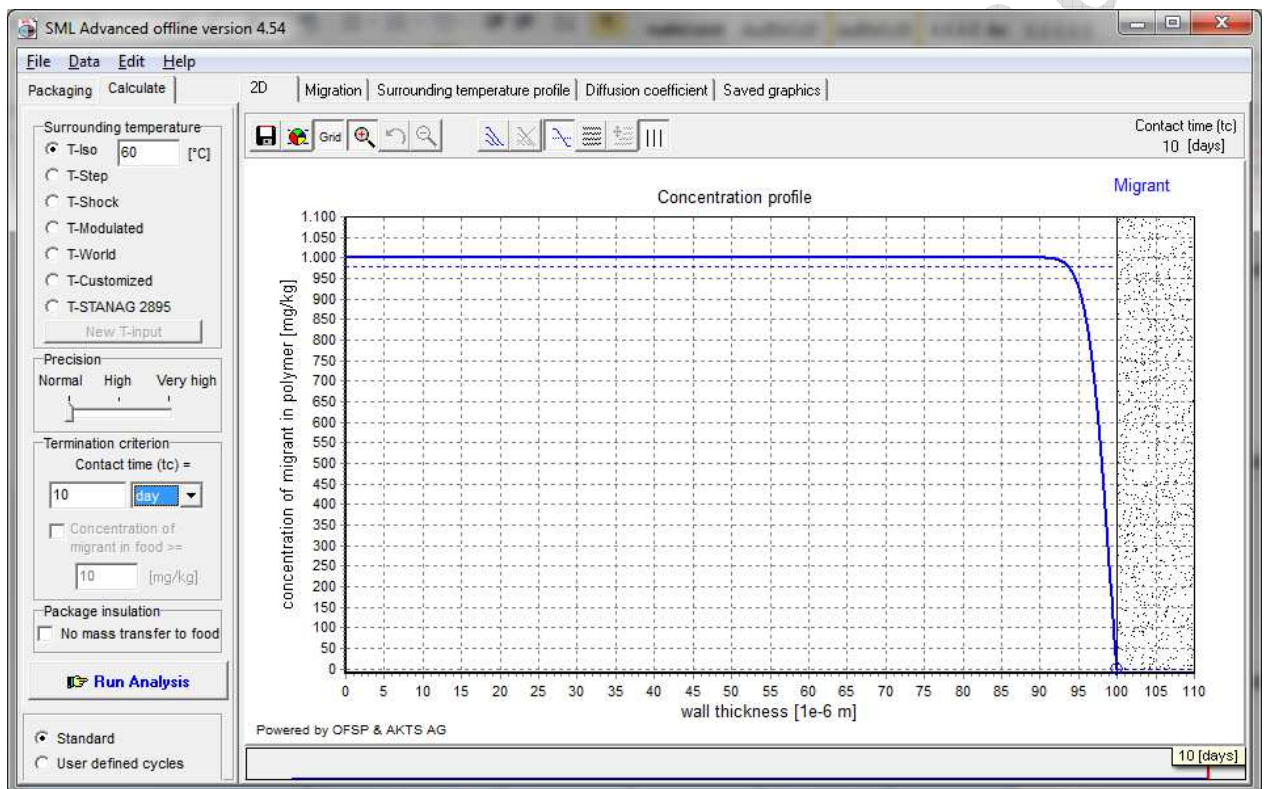 SML Advanced offline version 4.54
File Data Edit Help
Packaging Calculate
2D Migration Surrounding temperature profile Diffusion coefficient Saved graphics
Surrounding temperature
T-Iso 60 [°C]
T-Step
T-Shock
T-Modulated
T-World
T-Customized
T-STANAG 2895
New T-input
Precision
Normal High Very high
Termination criterion
Contact time (tc) =
10 day
Concentration of
migrant in food >=
10 [mg/kg]
Package insulation
No mass transfer to food
Run Analysis
Standard
User defined cycles
Grid
Contact time (tc)
10 [days]
Migrant
Concentration profile
concentration of migrant in polymer [mg/kg]
1.100
1.050
1.000
950
900
850
800
750
700
650
600
550
500
450
400
350
300
250
200
150
100
50
0
0 5 10 15 20 25 30 35 40 45 50 55 60 65 70 75 80 85 90 95 100 105 110
wall thickness [1e-6 m]
Powered by OFSP & AKTS AG
10 [days]